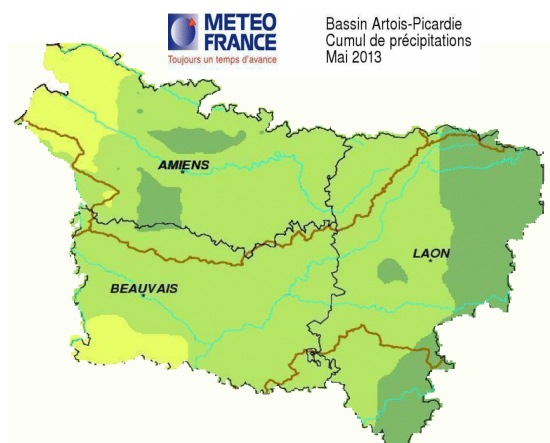 METEO
FRANCE
Toujours un temps d'avance
Bassin Artois-Picardie
Cumul de précipitations
Mai 2013
AMIENS
LAON
BEAUVAIS